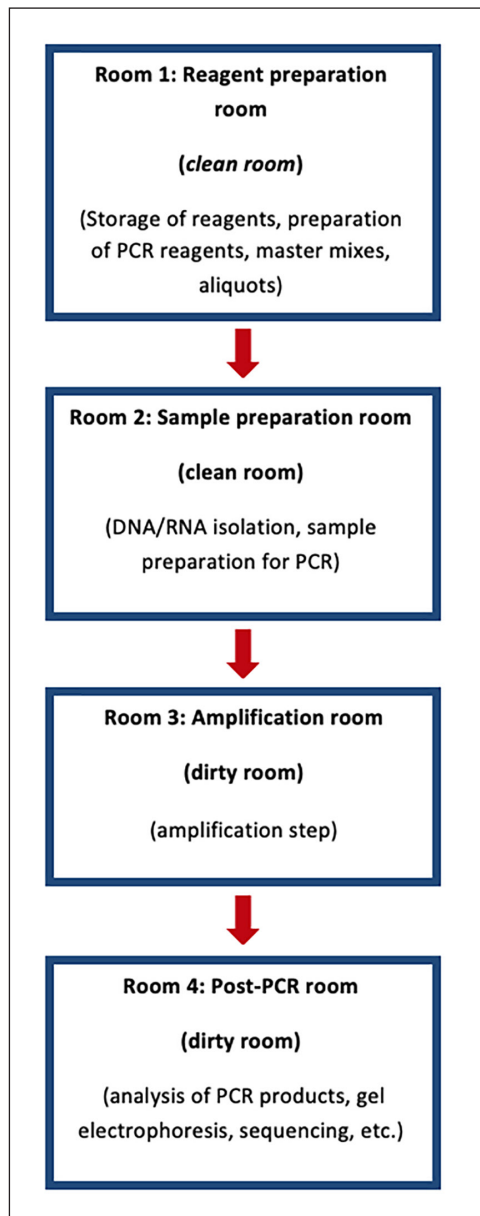 Room 1: Reagent preparation
room
(clean room)
(Storage of reagents, preparation
of PCR reagents, master mixes,
aliquots)
Room 2: Sample preparation room
(clean room)
(DNA/RNA isolation, sample
preparation for PCR)
Room 3: Amplification room
(dirty room)
(amplification step)
Room 4: Post-PCR room
(dirty room)
(analysis of PCR products, gel
electrophoresis, sequencing, etc.)